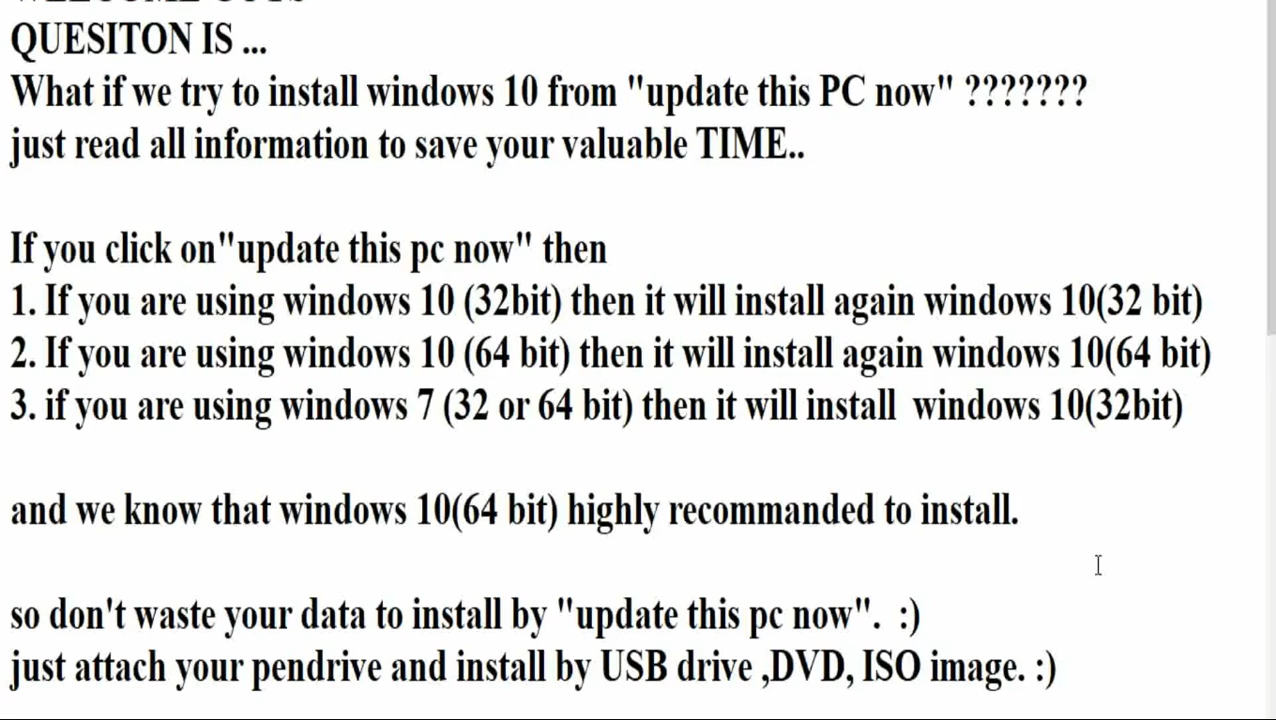 QUESITON IS ...
What if we try to install windows 10 from "update this PC now" ???????
just read all information to save your valuable TIME..
If you click on"update this pc now" then
1. If you are using windows 10 (32bit) then it will install again windows 10(32 bit)
2. If you are using windows 10 (64 bit) then it will install again windows 10(64 bit)
3. if you are using windows 7 (32 or 64 bit) then it will install  windows 10(32bit)
and we know that windows 10(64 bit) highly recommanded to install.
so don't waste your data to install by "update this pc now".  :)
just attach your pendrive and install by USB drive ,DVD, ISO image. :)